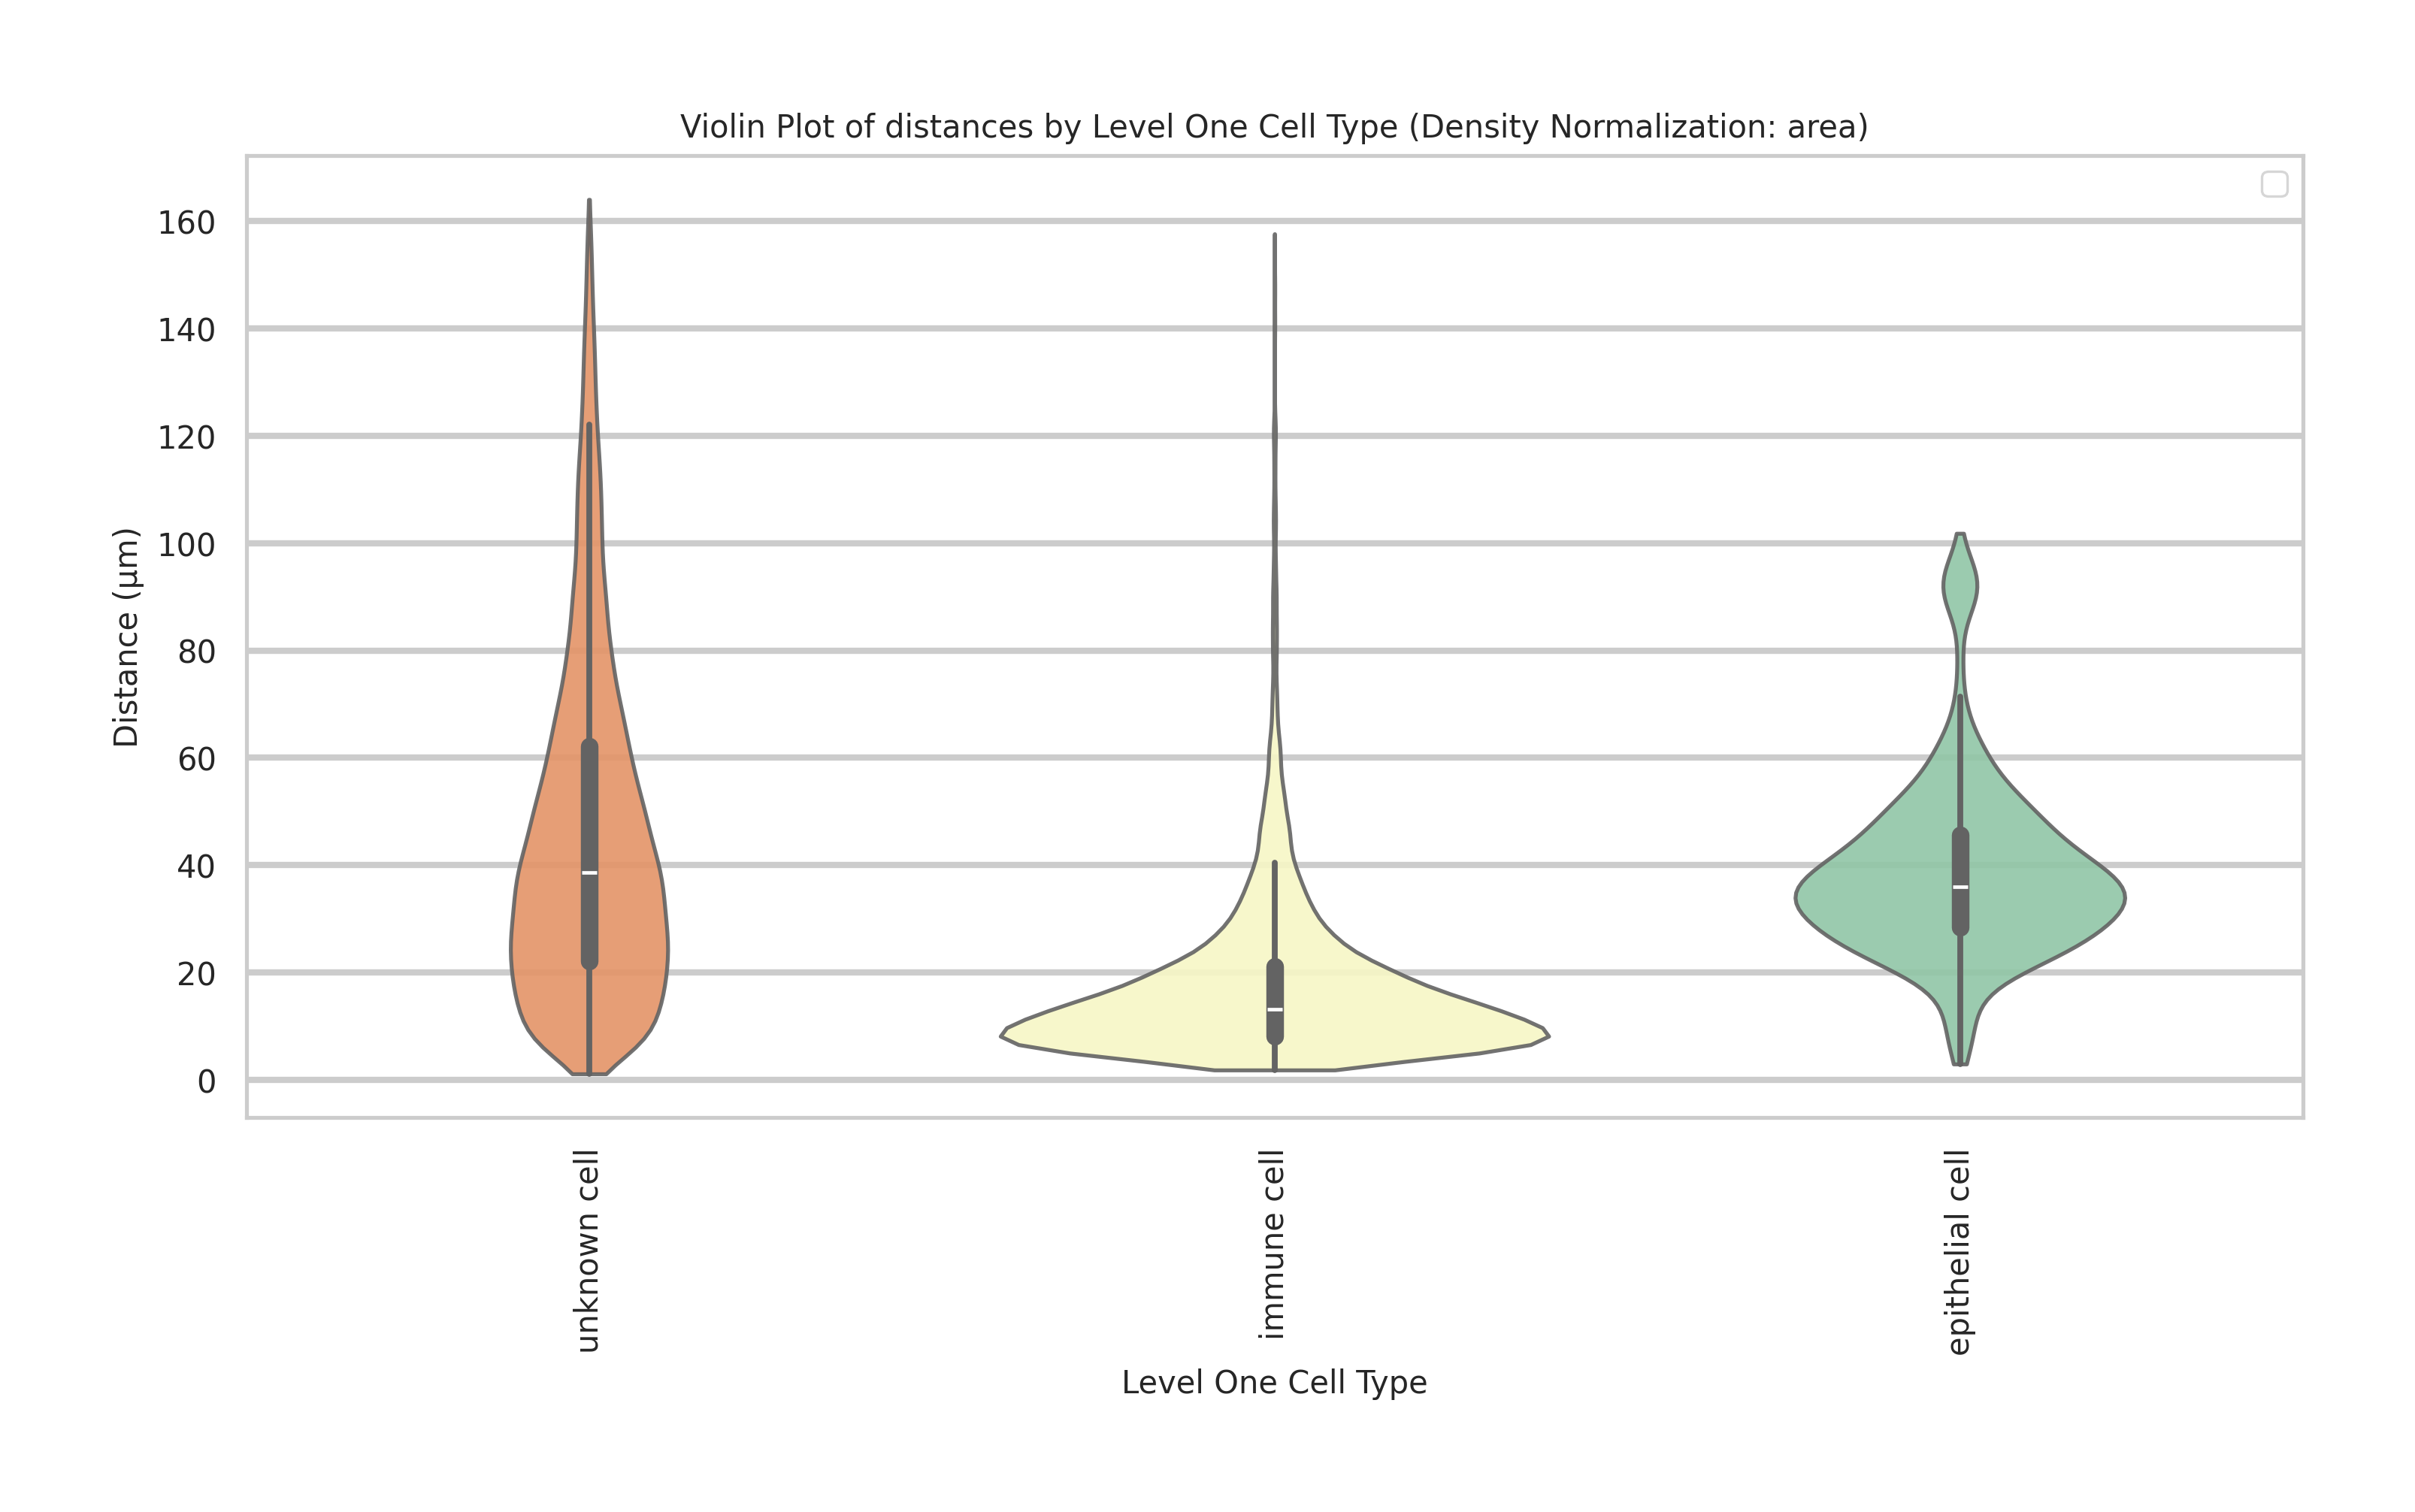 Violin Plot of distances by Level One Cell Type (Density Normalization: area)
Distance (μm)
160
140
120
100
80
60
40
20
0
unknown cell
immune cell
epithelial cell
Level One Cell Type